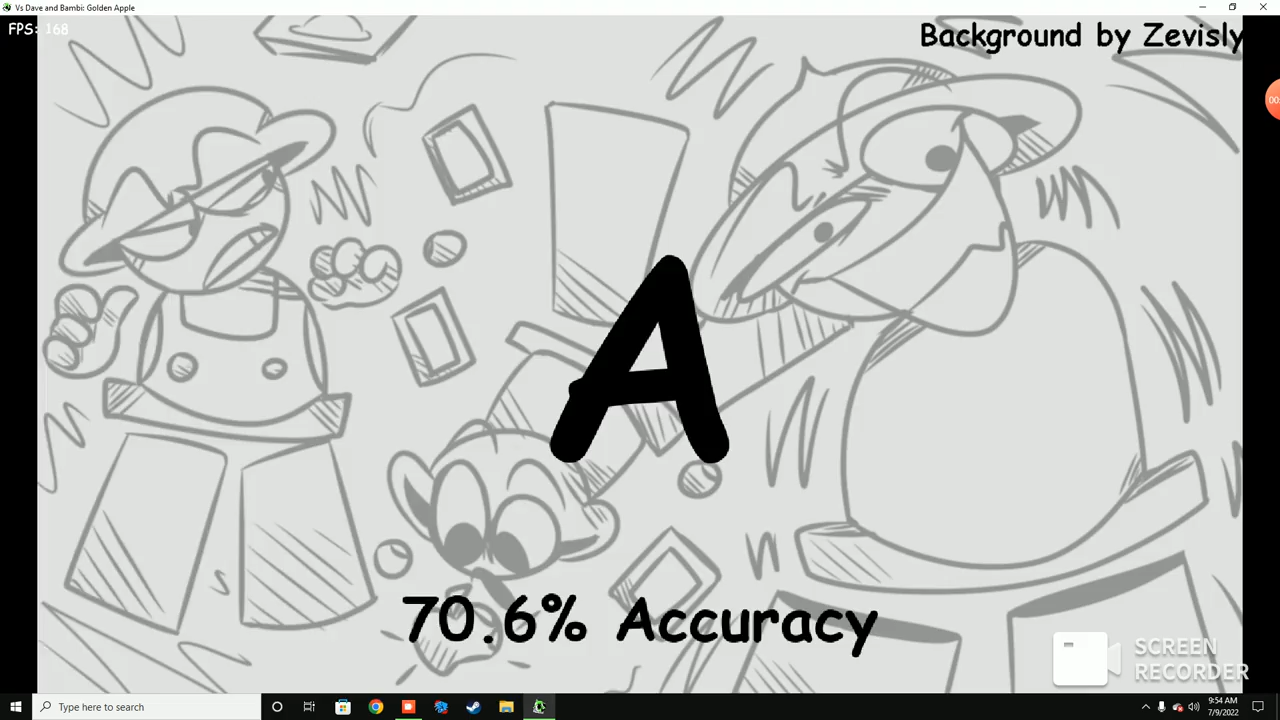 Vs Dave and Bambi: Golden Apple
FPS: 168
Background by Zevisly
00:
A
70.6% Accuracy
SCREEN
RECORDER
Type here to search
9:54 AM
7/9/2022